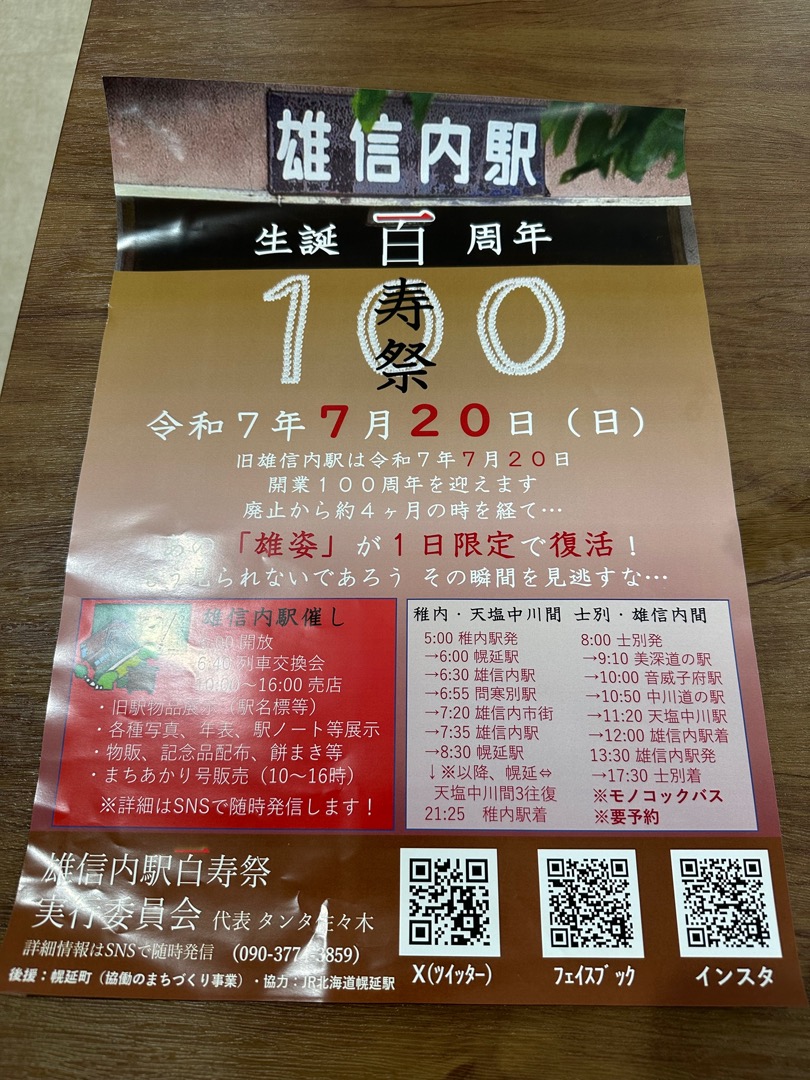 雄信内駅
生誕 百 周年
100
寿祭
令和7年7月20日（日）
旧雄信内駅は令和7年7月20日
開業100周年を迎えます
廃止から約4ヶ月の時を経て…
あの「雄姿」が1日限定で復活！
もう見られないであろう その瞬間を見逃すな…
雄信内駅催し
開放
6:40 列車交換会
10:00～16:00 売店
・旧駅物品展示（駅名標等）
・各種写真、年表、駅ノート等展示
・物販、記念品配布、餅まき等
・まちあかり号販売（10～16時）
※詳細はSNSで随時発信します！
稚内・天塩中川間
5:00 稚内駅発
→6:00 幌延駅
→6:30 雄信内駅
→6:55 問寒別駅
→7:20 雄信内市街
→7:35 雄信内駅
→8:30 幌延駅
↓※以降、幌延⇔
天塩中川間3往復
21:25 稚内駅着
士別・雄信内間
8:00 士別発
→9:10 美深道の駅
→10:00 音威子府駅
→10:50 中川道の駅
→11:20 天塩中川駅
→12:00 雄信内駅着
13:30 雄信内駅発
→17:30 士別着
※モノコックバス
※要予約
雄信内駅百寿祭
実行委員会 代表 タンタ佐々木
詳細情報はSNSで随時発信 （090-377 -3859）
後援：幌延町（協働のまちづくり事業）・協力：JR北海道幌延駅
X(ﾂｲｯﾀｰ)
ﾌｪｲｽﾌﾞｯｸ
インスタ